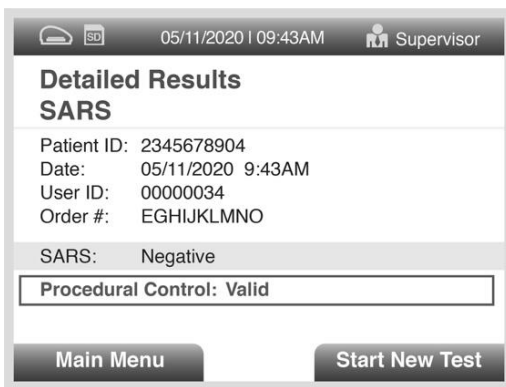 SD 05/11/2020 | 09:43AM Supervisor
Detailed Results
SARS
Patient ID: 2345678904
Date: 05/11/2020 9:43AM
User ID: 00000034
Order #: EGHIJKLMNO
SARS: Negative
Procedural Control: Valid
Main Menu Start New Test